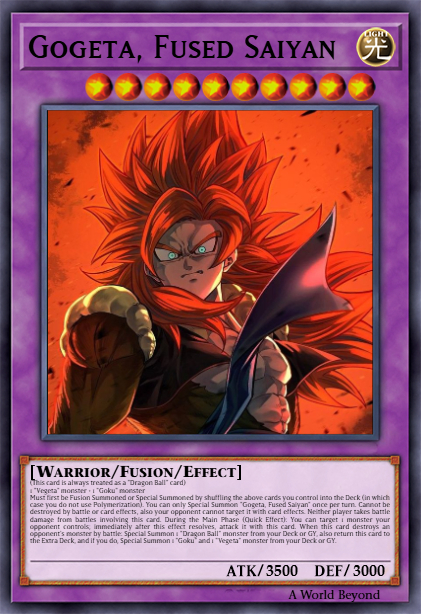 Gogeta, Fused Saiyan
LIGHT
光
[Warrior/Fusion/Effect]
(This card is always treated as a "Dragon Ball" card)
1 "Vegeta" monster + 1 "Goku" monster
Must first be Fusion Summoned or Special Summoned by shuffling the above cards you control into the Deck (in which
case you do not use Polymerization). You can only Special Summon "Gogeta, Fused Saiyan" once per turn. Cannot be
destroyed by battle or card effects, also your opponent cannot target it with card effects. Neither player takes battle
damage from battles involving this card. During the Main Phase (Quick Effect): You can target 1 monster your
opponent controls; immediately after this effect resolves, attack it with this card. When this card destroys an
opponent's monster by battle: Special Summon 1 "Dragon Ball" monster from your Deck or GY, also return this card to
the Extra Deck, and if you do, Special Summon 1 "Goku" and 1 "Vegeta" monster from your Deck or GY.
ATK/3500 DEF/3000
A World Beyond